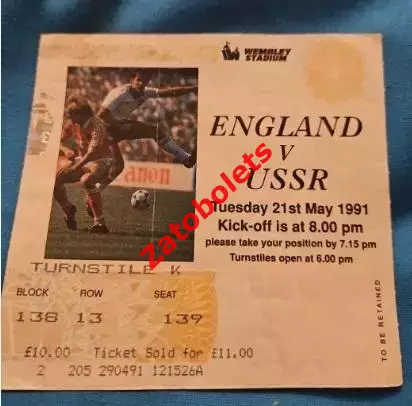 WEMBLEY
STADIUM
ENGLAND
V
USSR
Tuesday 21st May 1991
Kick-off is at 8.00 pm
please take your position by 7.15 pm
Turnstiles open at 6.00 pm
Canon
Zatobolets
TURNSTILE K
BLOCK ROW SEAT
138 13 139
£10.00 Ticket Sold for £11.00
2 205 290491 121526A
TO BE RETAINED